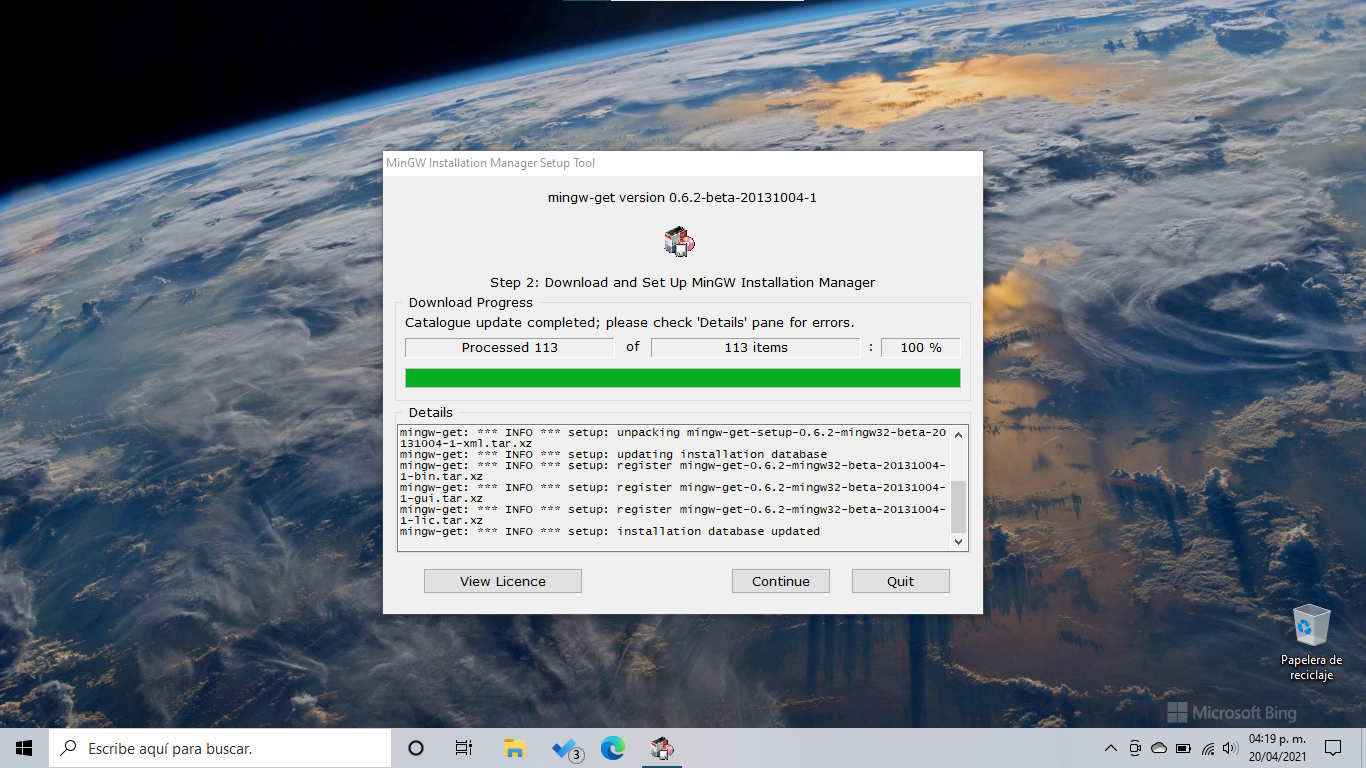 MinGW Installation Manager Setup Tool
mingw-get version 0.6.2-beta-20131004-1
Step 2: Download and Set Up MinGW Installation Manager
Download Progress
Catalogue update completed; please check 'Details' pane for errors.
Processed 113 of 113 items : 100 %
Details
mingw-get: *** INFO *** setup: unpacking mingw-get-setup-0.6.2-mingw32-beta-20
131004-1-xml.tar.xz
mingw-get: *** INFO *** setup: updating installation database
mingw-get: *** INFO *** setup: register mingw-get-0.6.2-mingw32-beta-20131004-
1-bin.tar.xz
mingw-get: *** INFO *** setup: register mingw-get-0.6.2-mingw32-beta-20131004-
1-gui.tar.xz
mingw-get: *** INFO *** setup: register mingw-get-0.6.2-mingw32-beta-20131004-
1-lic.tar.xz
mingw-get: *** INFO *** setup: installation database updated
View Licence Continue Quit
Papelera de
reciclaje
Microsoft Bing
Escribe aquí para buscar.
3
04:19 p. m.
20/04/2021